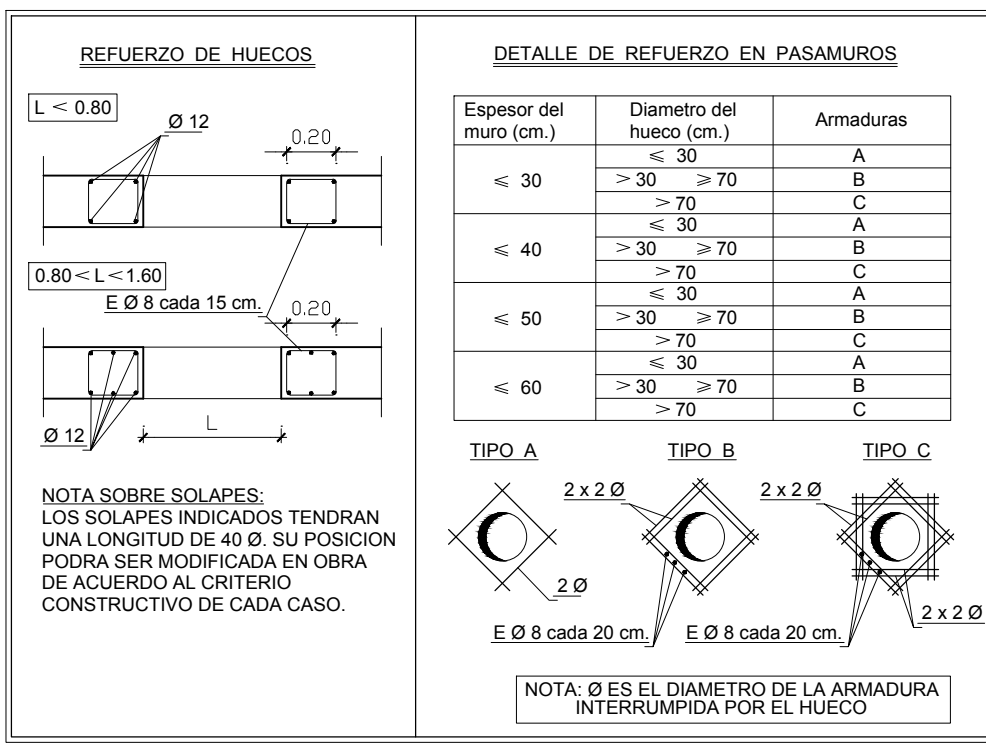 REFUERZO DE HUECOS
L < 0.80
Ø 12
0.20
0.80 < L < 1.60
E Ø 8 cada 15 cm.
0.20
Ø 12
L
NOTA SOBRE SOLAPES:
LOS SOLAPES INDICADOS TENDRAN
UNA LONGITUD DE 40 Ø. SU POSICION
PODRA SER MODIFICADA EN OBRA
DE ACUERDO AL CRITERIO
CONSTRUCTIVO DE CADA CASO.
DETALLE DE REFUERZO EN PASAMUROS
Espesor del muro (cm.) Diametro del hueco (cm.) Armaduras
⩽ 30
⩽ 30 A
> 30 ⩾ 70 B
> 70 C
⩽ 40
⩽ 30 A
> 30 ⩾ 70 B
> 70 C
⩽ 50
⩽ 30 A
> 30 ⩾ 70 B
> 70 C
⩽ 60
⩽ 30 A
> 30 ⩾ 70 B
> 70 C
TIPO A
2 Ø
TIPO B
2 x 2 Ø
E Ø 8 cada 20 cm.
TIPO C
2 x 2 Ø
2 x 2 Ø
E Ø 8 cada 20 cm.
NOTA: Ø ES EL DIAMETRO DE LA ARMADURA
INTERRUMPIDA POR EL HUECO